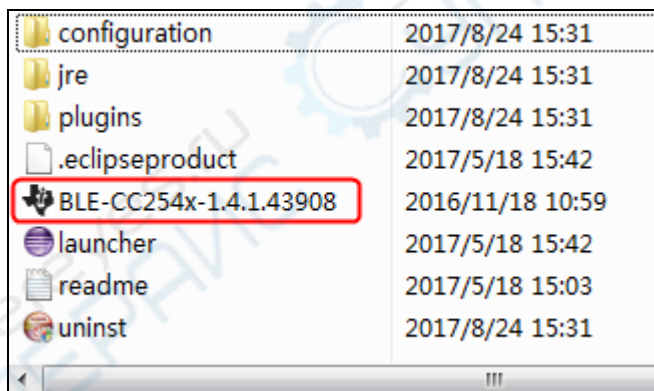 configuration 2017/8/24 15:31
jre 2017/8/24 15:31
plugins 2017/8/24 15:31
.eclipseproduct 2017/5/18 15:42
BLE-CC254x-1.4.1.43908 2016/11/18 10:59
launcher 2017/5/18 15:42
readme 2017/5/18 15:03
uninst 2017/8/24 15:31